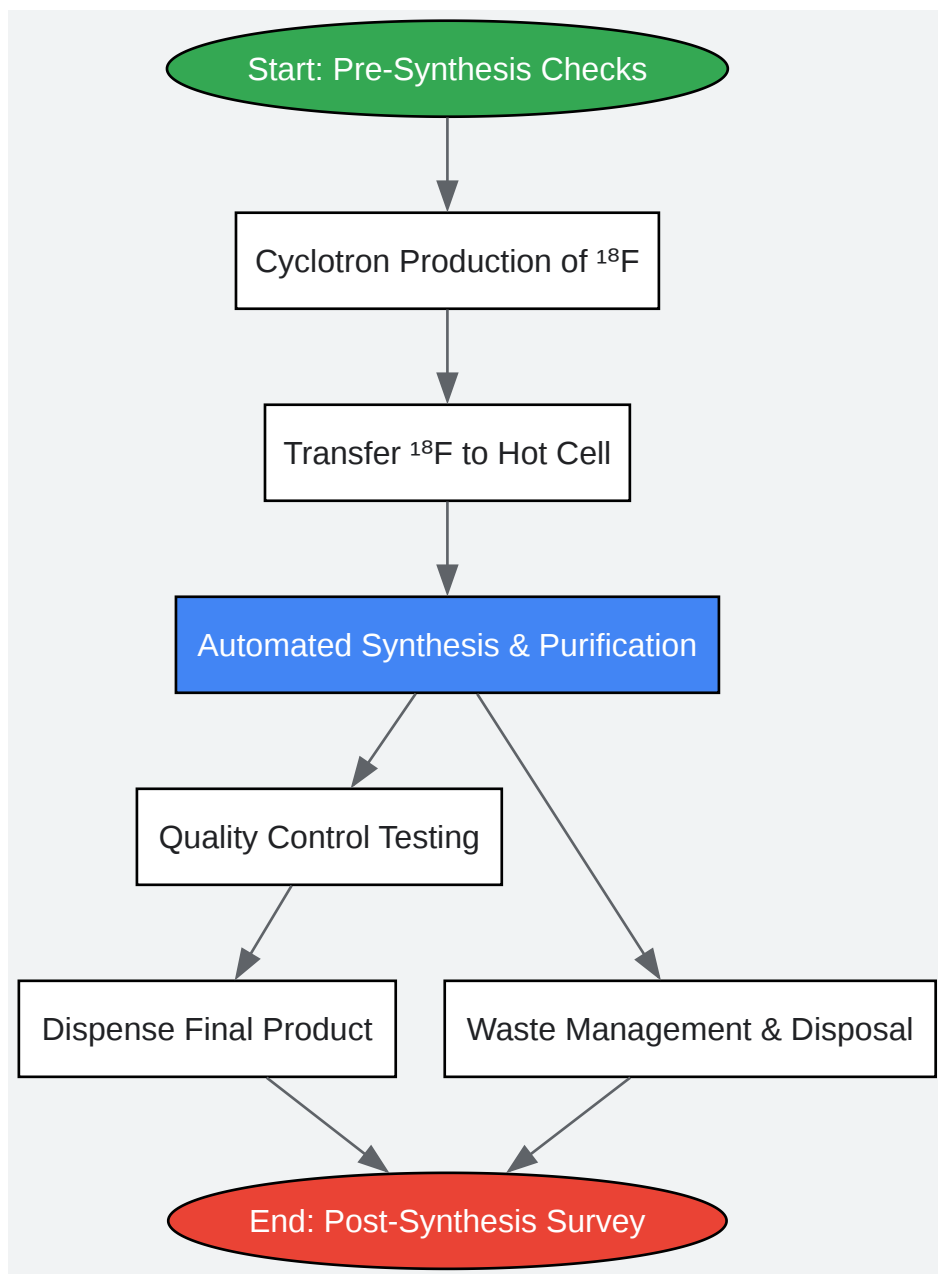 Start: Pre-Synthesis Checks
Cyclotron Production of ¹⁸F
Transfer ¹⁸F to Hot Cell
Automated Synthesis & Purification
Quality Control Testing
Dispense Final Product
Waste Management & Disposal
End: Post-Synthesis Survey